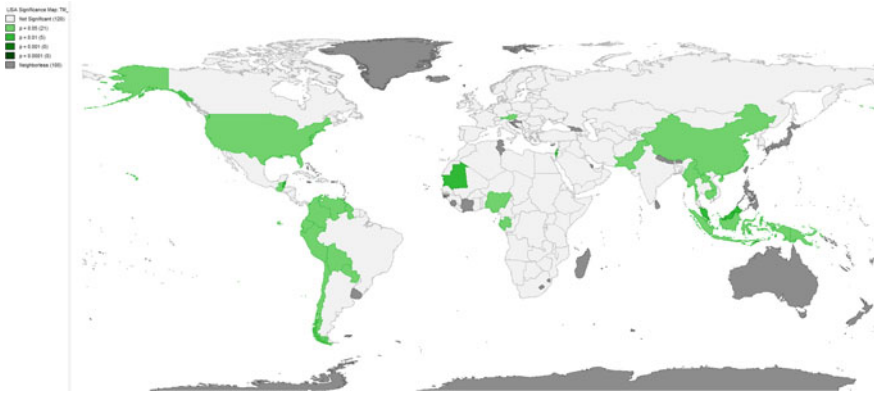 LISA Significance Map: TM_
Not Significant (120)
p = 0.05 (21)
p = 0.01 (5)
p = 0.001 (0)
p = 0.0001 (0)
Neighborless (100)